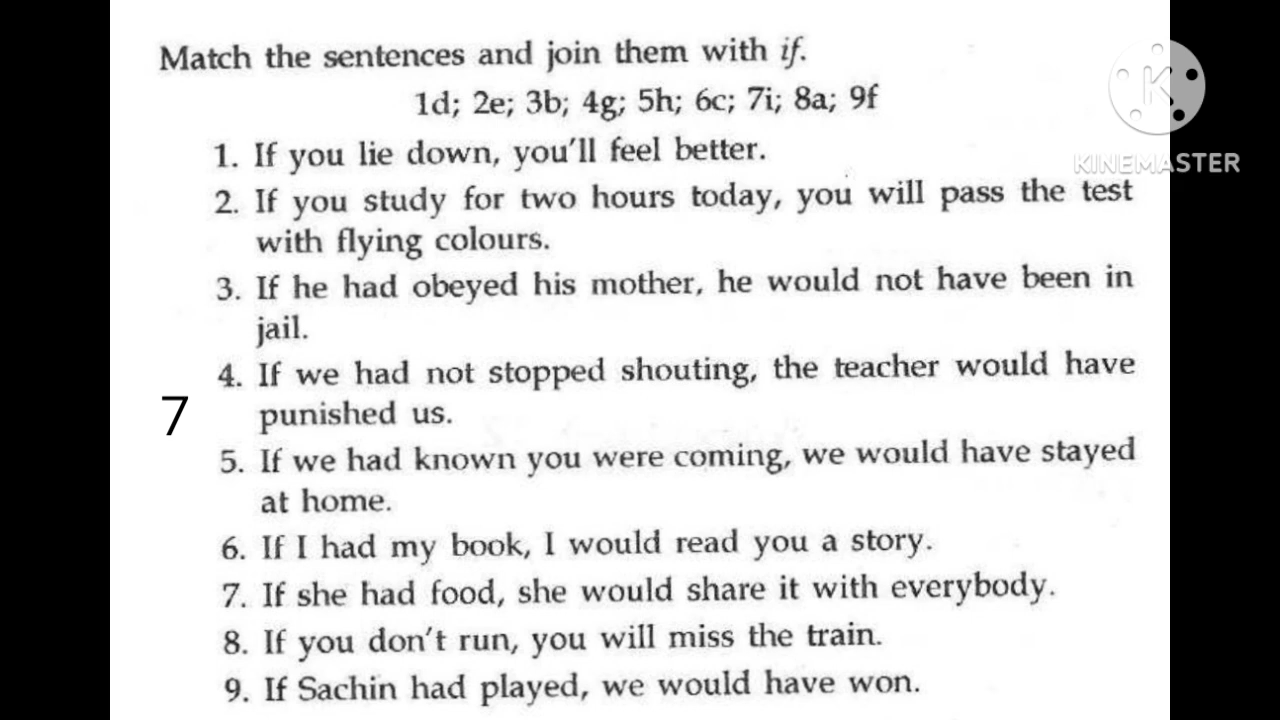 Match the sentences and join them with if.
1d; 2e; 3b; 4g; 5h; 6c; 7i; 8a; 9f
1. If you lie down, you'll feel better.
2. If you study for two hours today, you will pass the test
with flying colours.
3. If he had obeyed his mother, he would not have been in
jail.
4. If we had not stopped shouting, the teacher would have
punished us.
7
5. If we had known you were coming, we would have stayed
at home.
6. If I had my book, I would read you a story.
7. If she had food, she would share it with everybody.
8. If you don't run, you will miss the train.
9. If Sachin had played, we would have won.
K
KINEMASTER